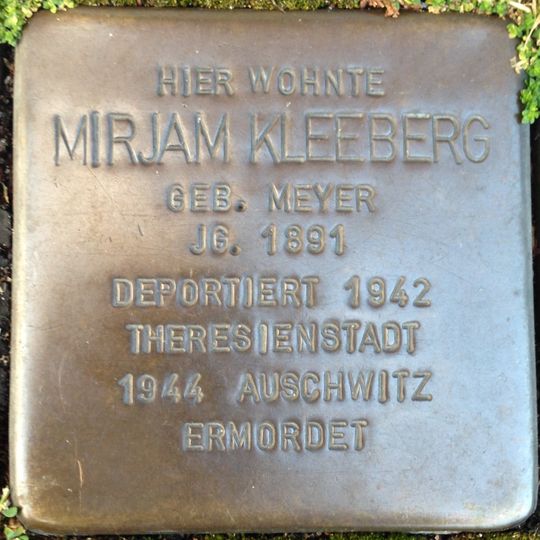 HIER WOHNTE
MIRJAM KLEEBERG
GEB. MEYER
JG. 1891
DEPORTIERT 1942
THERESIENSTADT
1944 AUSCHWITZ
ERMORDET